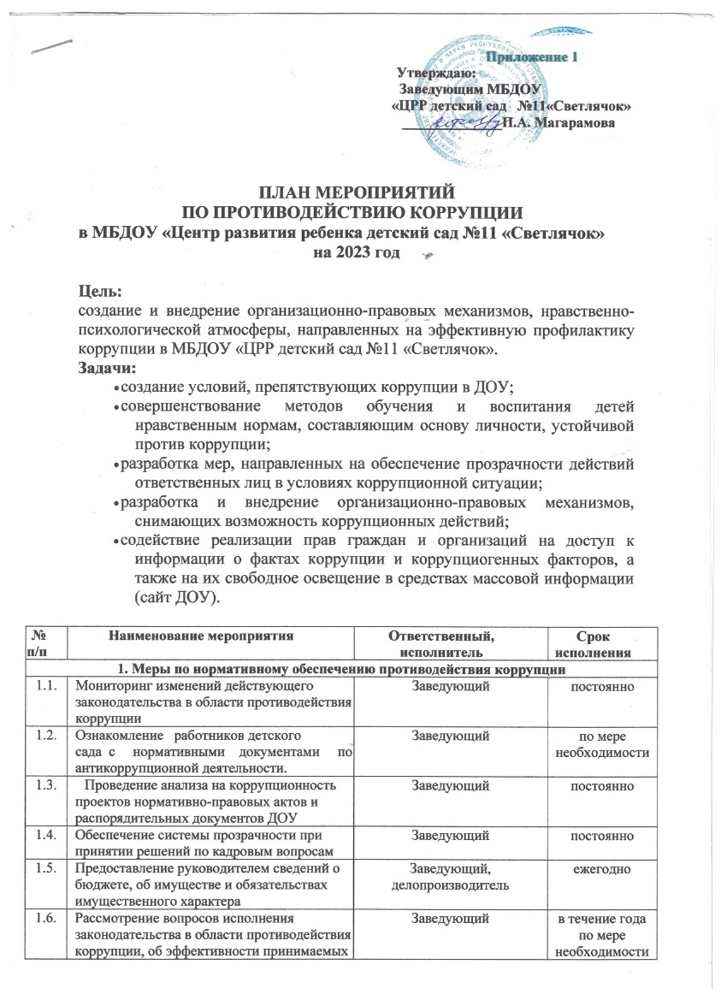 Приложение 1
Утверждаю:
Заведующим МБДОУ
«ЦРР детский сад №11«Светлячок»
П.А. Магарамова
ПЛАН МЕРОПРИЯТИЙ
ПО ПРОТИВОДЕЙСТВИЮ КОРРУПЦИИ
в МБДОУ «Центр развития ребенка детский сад №11 «Светлячок»
на 2023 год
Цель:
создание и внедрение организационно-правовых механизмов, нравственно-
психологической атмосферы, направленных на эффективную профилактику
коррупции в МБДОУ «ЦРР детский сад №11 «Светлячок».
Задачи:
•создание условий, препятствующих коррупции в ДОУ;
•совершенствование методов обучения и воспитания детей
нравственным нормам, составляющим основу личности, устойчивой
против коррупции;
•разработка мер, направленных на обеспечение прозрачности действий
ответственных лиц в условиях коррупционной ситуации;
•разработка и внедрение организационно-правовых механизмов,
снимающих возможность коррупционных действий;
•содействие реализации прав граждан и организаций на доступ к
информации о фактах коррупции и коррупциогенных факторов, а
также на их свободное освещение в средствах массовой информации
(сайт ДОУ).
№ Наименование мероприятия Ответственный, Срок
п/п исполнитель исполнения
1. Меры по нормативному обеспечению противодействия коррупции
1.1. Мониторинг изменений действующего Заведующий постоянно
законодательства в области противодействия
коррупции
1.2. Ознакомление работников детского Заведующий по мере
сада с нормативными документами по необходимости
антикоррупционной деятельности.
1.3. Проведение анализа на коррупционность Заведующий постоянно
проектов нормативно-правовых актов и
распорядительных документов ДОУ
1.4. Обеспечение системы прозрачности при Заведующий постоянно
принятии решений по кадровым вопросам
1.5. Предоставление руководителем сведений о Заведующий, ежегодно
бюджете, об имуществе и обязательствах делопроизводитель
имущественного характера
1.6. Рассмотрение вопросов исполнения Заведующий в течение года
законодательства в области противодействия по мере
коррупции, об эффективности принимаемых необходимости